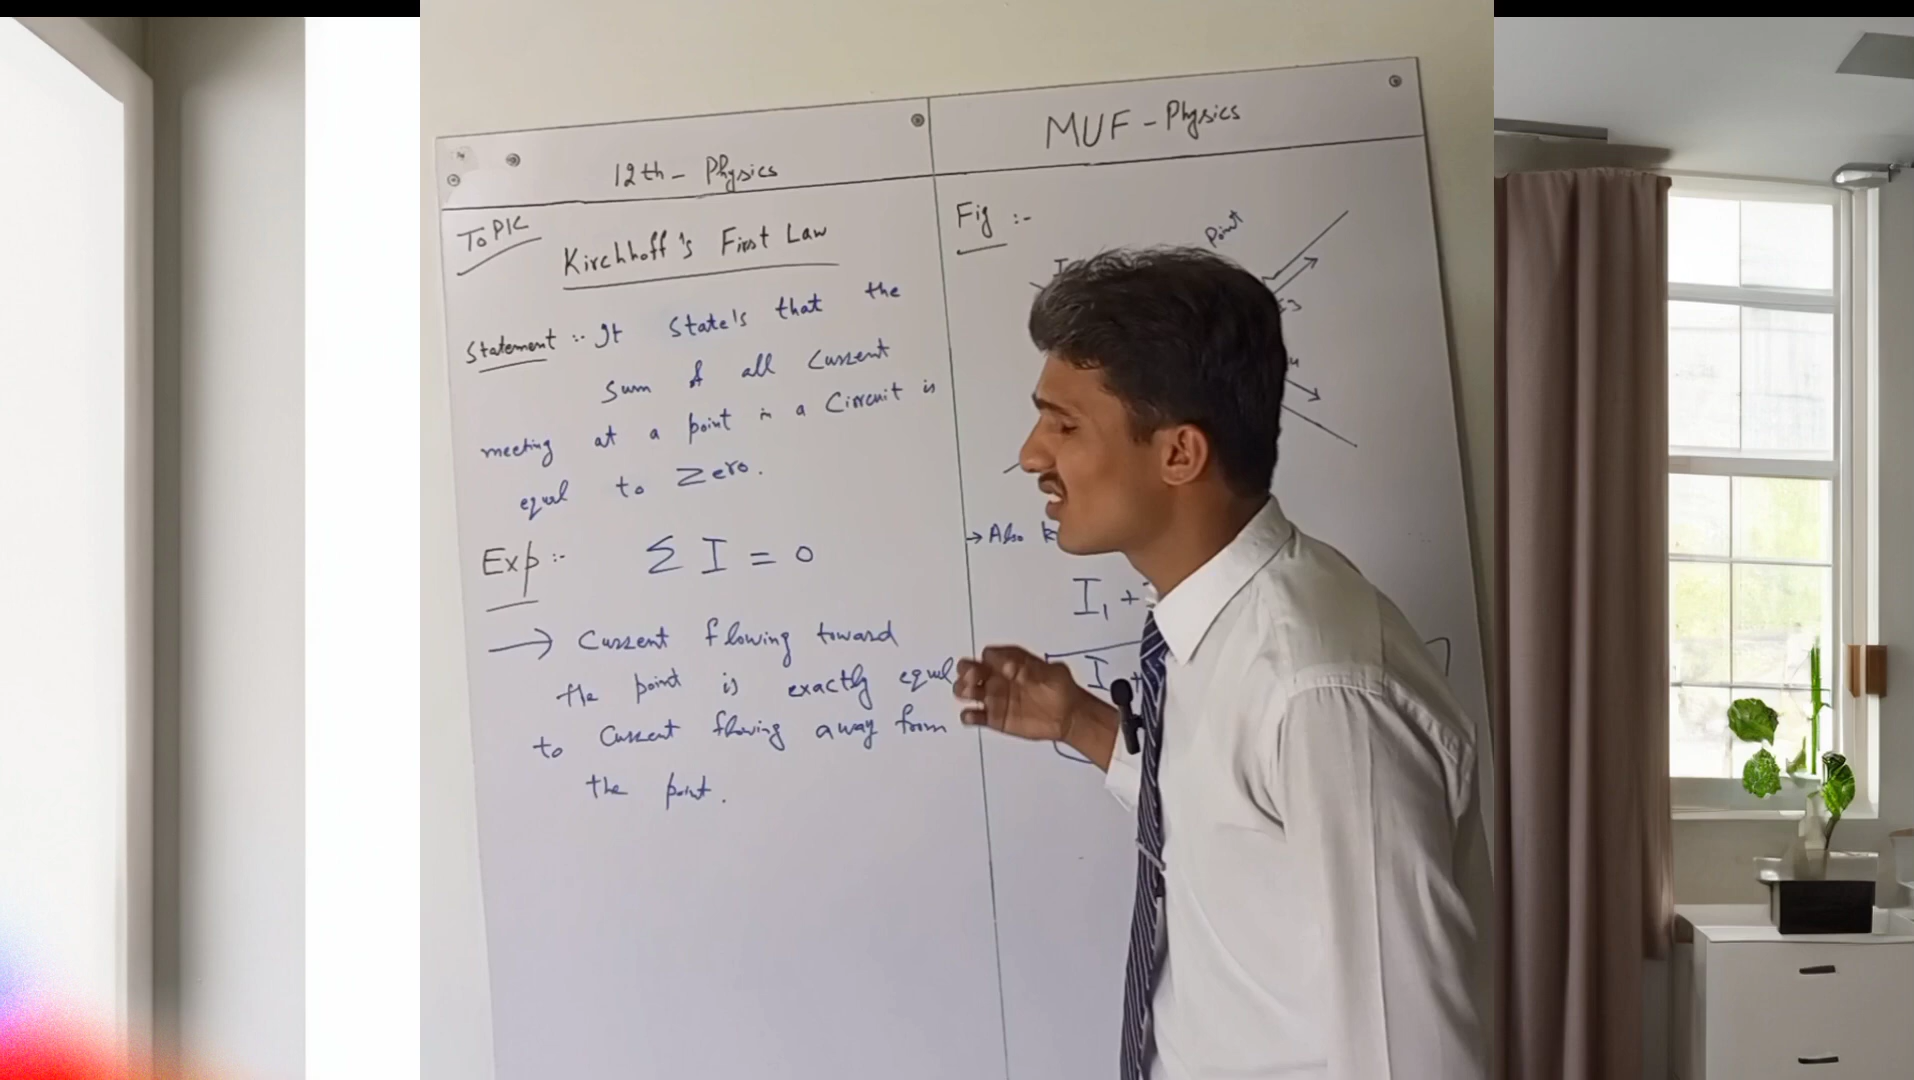 12th - Physics
TOPIC
Kirchhoff's First Law
Statement :- It State's that the
Sum of all Current
meeting at a point in a Circuit is
equal to Zero.
Exp :- Σ I = 0
→ Current flowing toward
the point is exactly equal
to Current flowing away from
the point.
MUF - Physics
Fig :-
Point
→ Also
I₁ +
I +